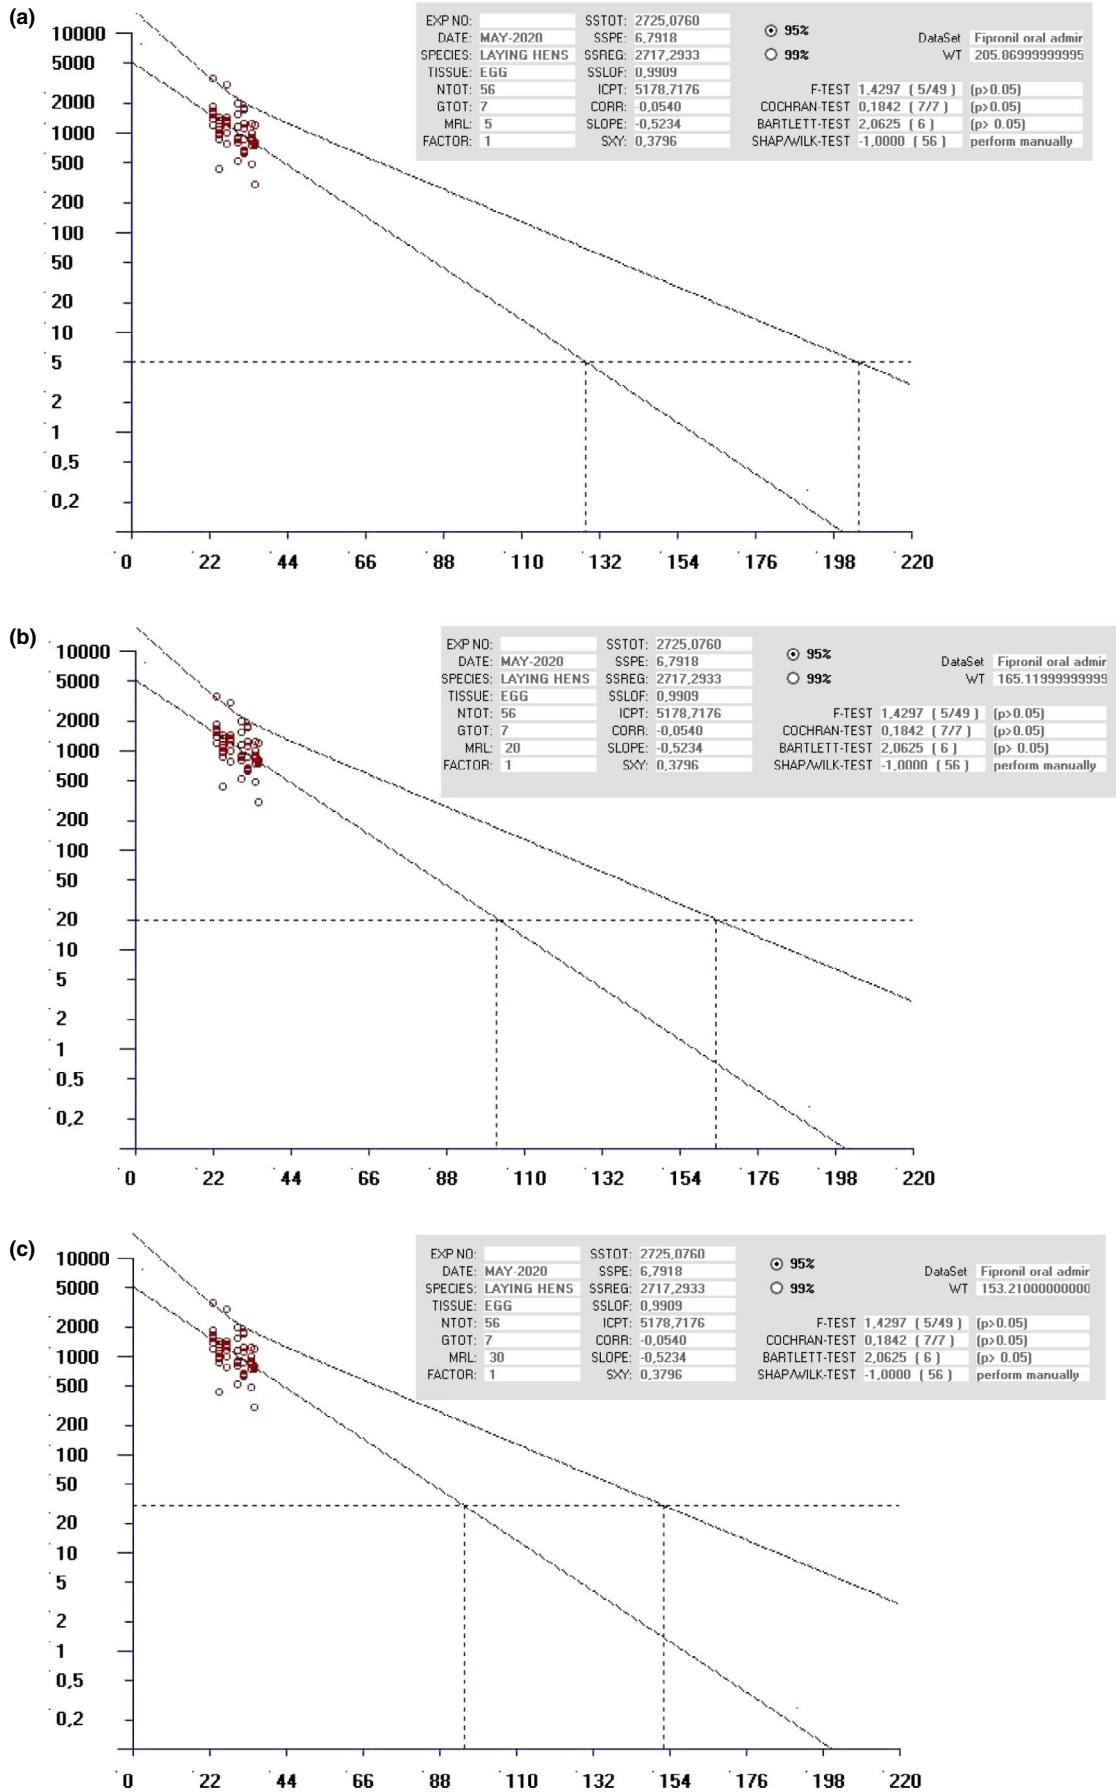 (a)
EXP NO: SSTOT: 2725,0760
DATE: MAY-2020 SSPE: 6,7918 95% DataSet Fipronil oral admir
SPECIES: LAYING HENS SSREG: 2717,2933 99% WT 205.86999999995
TISSUE: EGG SSLOF: 0,9909
NTOT: 56 ICPT: 5178,7176 F-TEST 1,4297 ( 5/49 ) (p>0.05)
GTOT: 7 CORR: -0,0540 COCHRAN-TEST 0,1842 ( 7/7 ) (p>0.05)
MRL: 5 SLOPE: -0,5234 BARTLETT-TEST 2,0625 ( 6 ) (p> 0.05)
FACTOR: 1 SXY: 0,3796 SHAP/WILK-TEST -1,0000 ( 56 ) perform manually
10000
5000
2000
1000
500
200
100
50
20
10
5
2
1
0,5
0,2
0 22 44 66 88 110 132 154 176 198 220
(b)
EXP NO: SSTOT: 2725,0760
DATE: MAY-2020 SSPE: 6,7918 95% DataSet Fipronil oral admir
SPECIES: LAYING HENS SSREG: 2717,2933 99% WT 165.11999999999
TISSUE: EGG SSLOF: 0,9909
NTOT: 56 ICPT: 5178,7176 F-TEST 1,4297 ( 5/49 ) (p>0.05)
GTOT: 7 CORR: -0,0540 COCHRAN-TEST 0,1842 ( 7/7 ) (p>0.05)
MRL: 20 SLOPE: -0,5234 BARTLETT-TEST 2,0625 ( 6 ) (p> 0.05)
FACTOR: 1 SXY: 0,3796 SHAP/WILK-TEST -1,0000 ( 56 ) perform manually
10000
5000
2000
1000
500
200
100
50
20
10
5
2
1
0,5
0,2
0 22 44 66 88 110 132 154 176 198 220
(c)
EXP NO: SSTOT: 2725,0760
DATE: MAY-2020 SSPE: 6,7918 95% DataSet Fipronil oral admir
SPECIES: LAYING HENS SSREG: 2717,2933 99% WT 153.21000000000
TISSUE: EGG SSLOF: 0,9909
NTOT: 56 ICPT: 5178,7176 F-TEST 1,4297 ( 5/49 ) (p>0.05)
GTOT: 7 CORR: -0,0540 COCHRAN-TEST 0,1842 ( 7/7 ) (p>0.05)
MRL: 30 SLOPE: -0,5234 BARTLETT-TEST 2,0625 ( 6 ) (p> 0.05)
FACTOR: 1 SXY: 0,3796 SHAP/WILK-TEST -1,0000 ( 56 ) perform manually
10000
5000
2000
1000
500
200
100
50
20
10
5
2
1
0,5
0,2
0 22 44 66 88 110 132 154 176 198 220